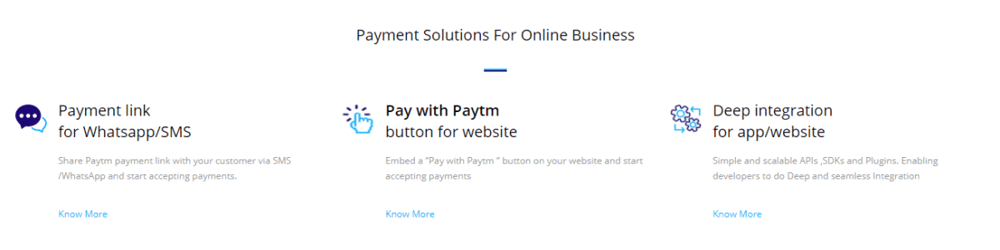 Payment Solutions For Online Business
Payment link
for Whatsapp/SMS
Share Paytm payment link with your customer via SMS
/WhatsApp and start accepting payments.
Know More
Pay with Paytm
button for website
Embed a “Pay with Paytm “ button on your website and start
accepting payments
Know More
Deep integration
for app/website
Simple and scalable APIs ,SDKs and Plugins. Enabling
developers to do Deep and seamless Integration
Know More